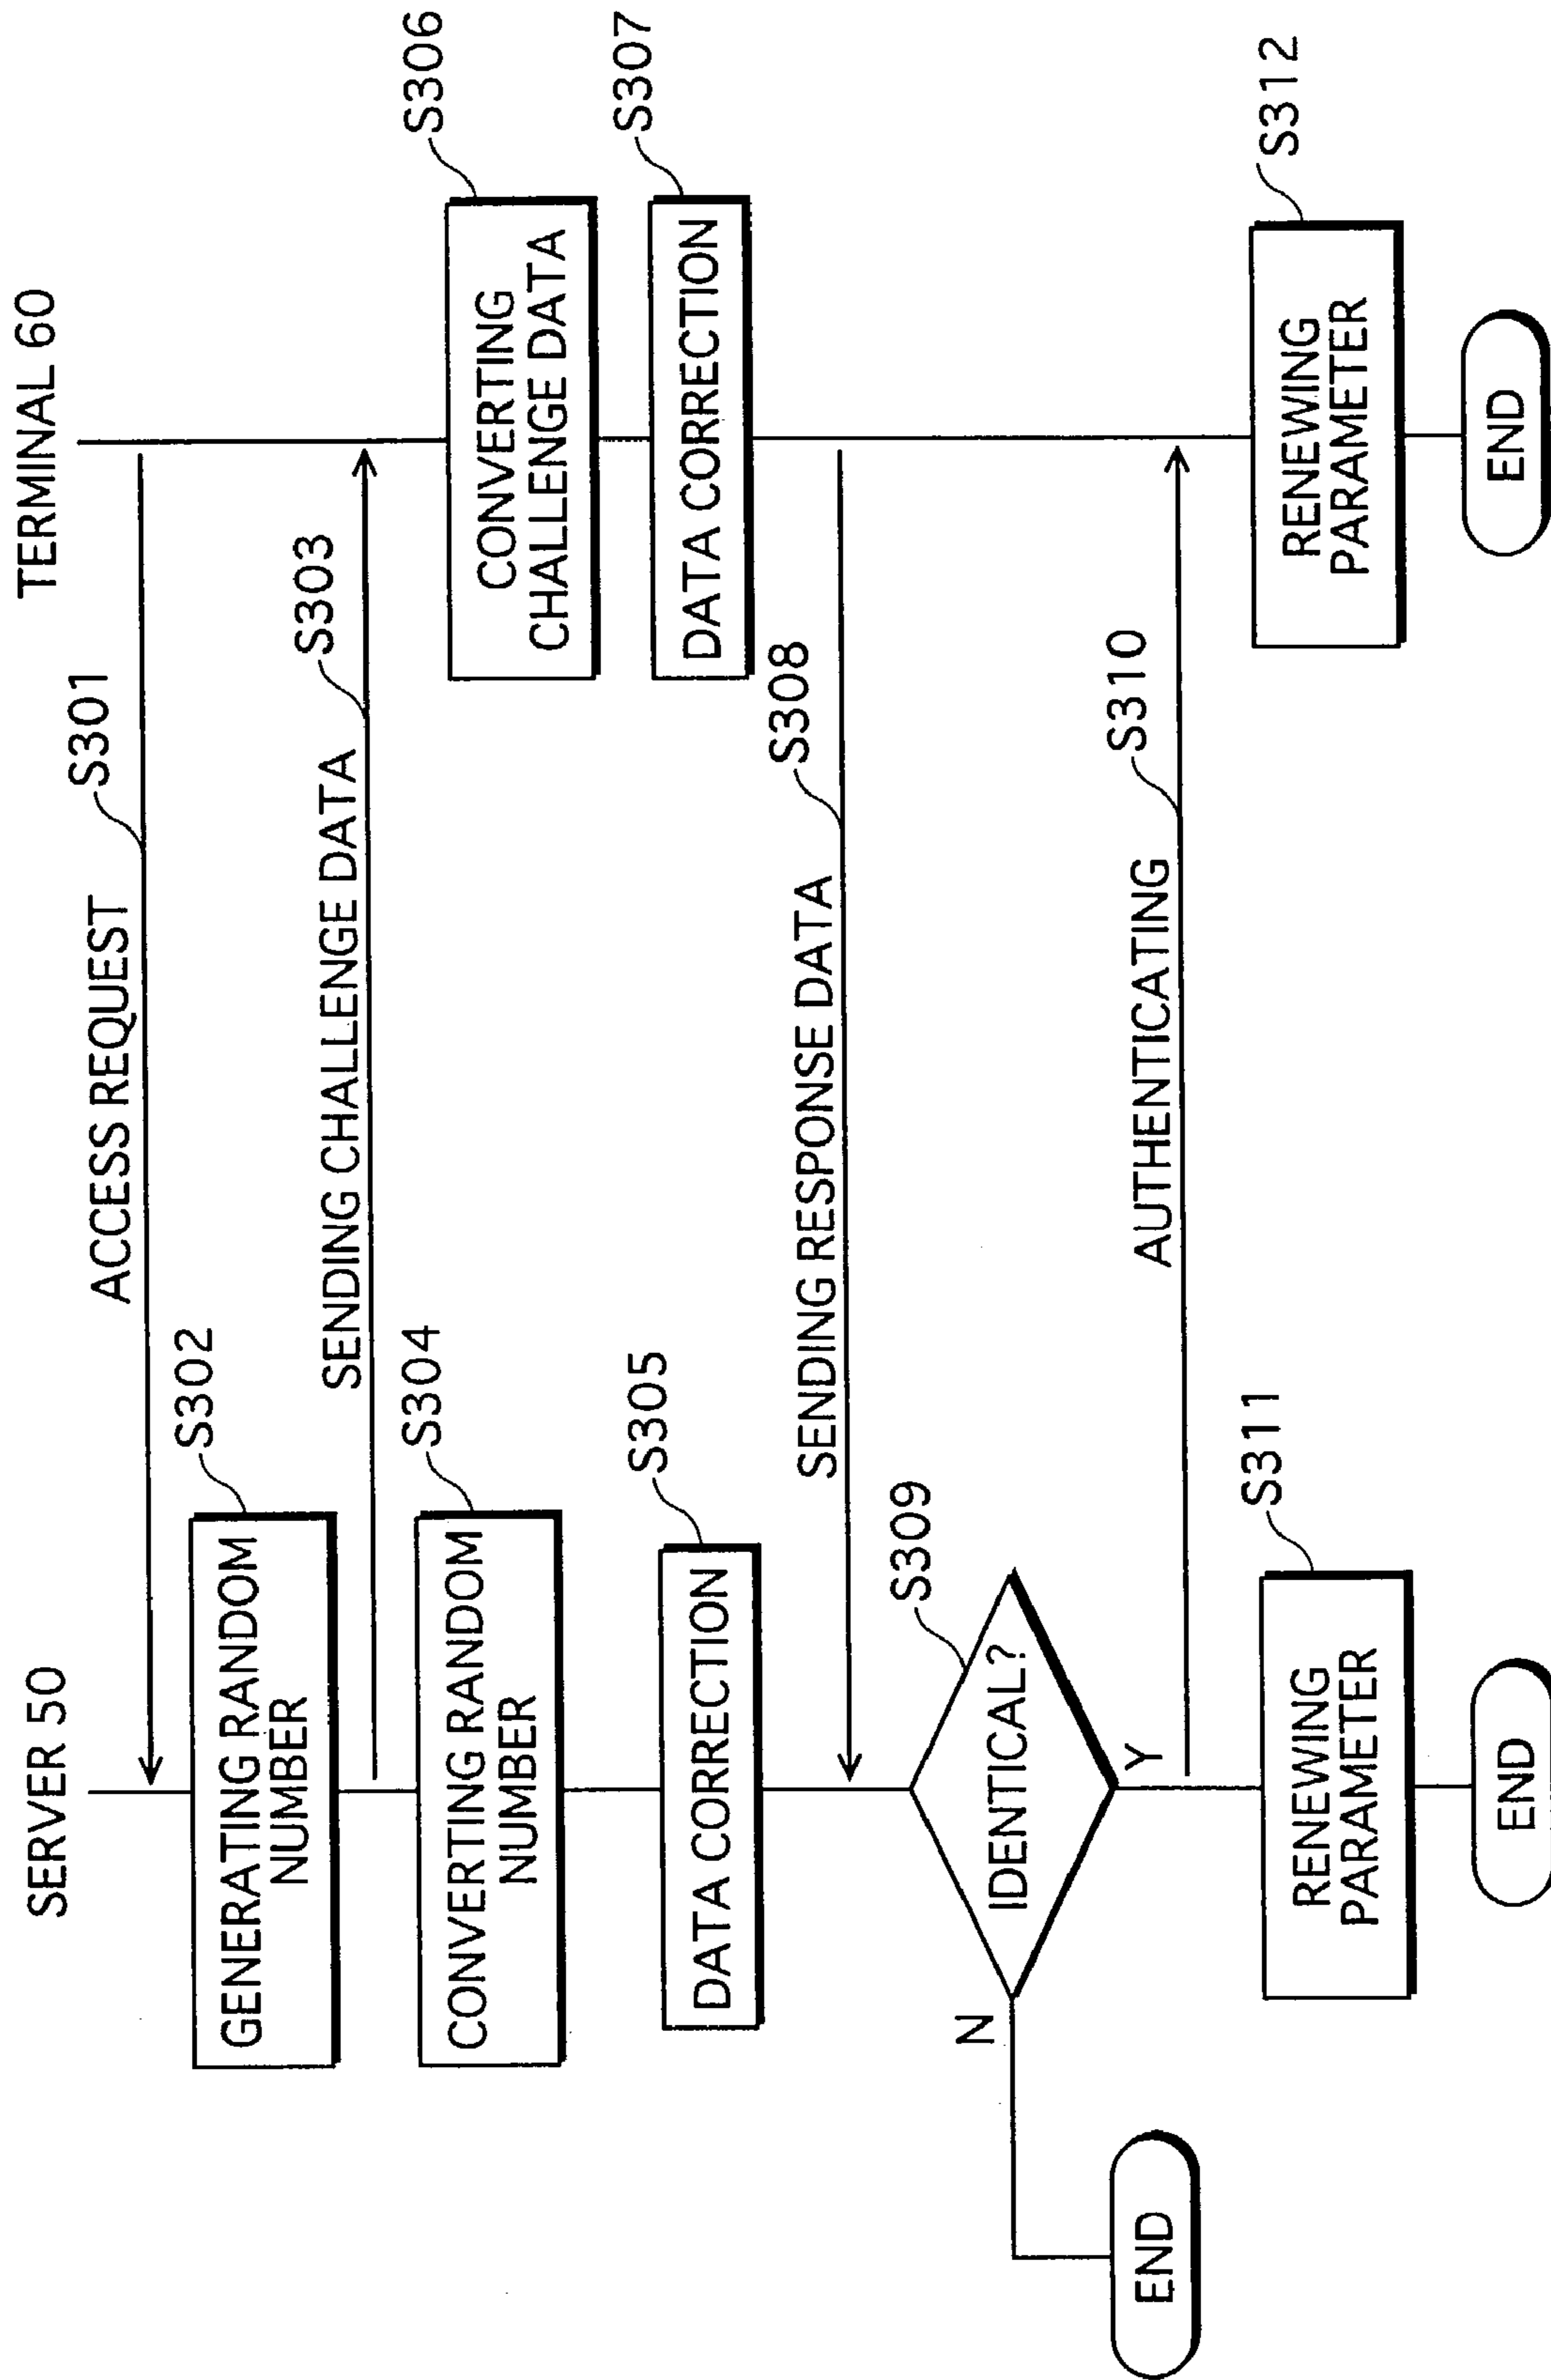 SERVER 50
TERMINAL 60
ACCESS REQUEST
S301
GENERATING RANDOM
NUMBER
S302
SENDING CHALLENGE DATA
S303
CONVERTING RANDOM
NUMBER
S304
CONVERTING
CHALLENGE DATA
S306
DATA CORRECTION
S305
DATA CORRECTION
S307
SENDING RESPONSE DATA
S308
IDENTICAL?
S309
N
Y
END
AUTHENTICATING
S310
RENEWING
PARAMETER
S311
RENEWING
PARAMETER
S312
END
END